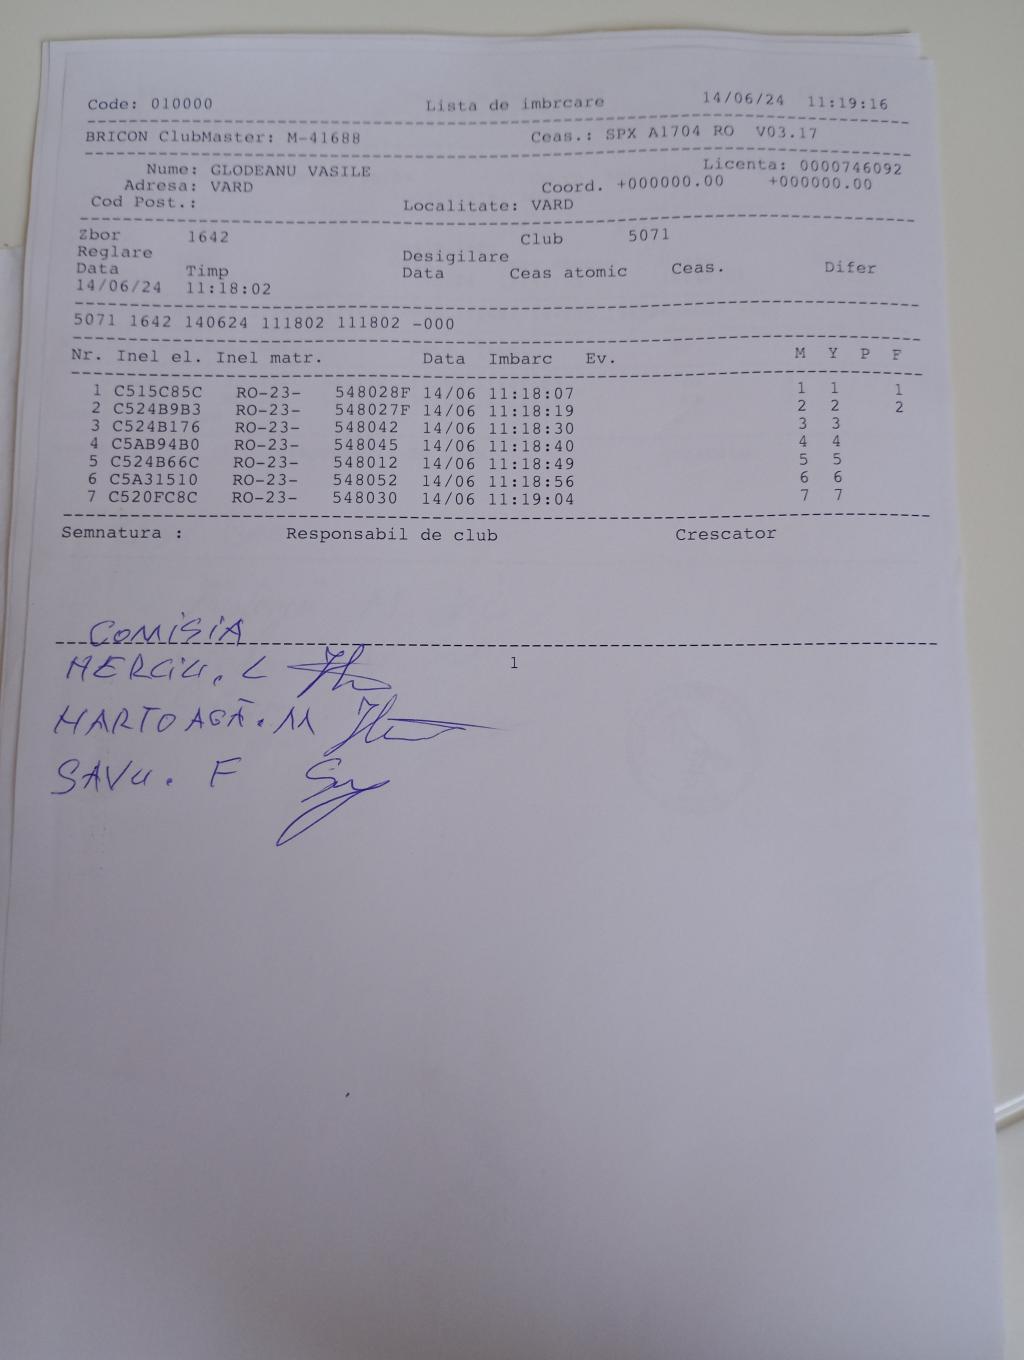 Code: 010000 Lista de imbrcare 14/06/24 11:19:16
BRICON ClubMaster: M-41688 Ceas.: SPX A1704 RO V03.17
Nume: GLODEANU VASILE Licenta: 0000746092
Adresa: VARD Coord. +000000.00 +000000.00
Cod Post.: Localitate: VARD
Zbor 1642 Club 5071
Reglare Desigilare
Data Timp Data Ceas atomic Ceas. Difer
14/06/24 11:18:02
5071 1642 140624 111802 111802 -000
Nr. Inel el. Inel matr. Data Imbarc Ev. M Y P F
1 C515C85C RO-23- 548028F 14/06 11:18:07 1 1 1
2 C524B9B3 RO-23- 548027F 14/06 11:18:19 2 2 2
3 C524B176 RO-23- 548042 14/06 11:18:30 3 3
4 C5AB94B0 RO-23- 548045 14/06 11:18:40 4 4
5 C524B66C RO-23- 548012 14/06 11:18:49 5 5
6 C5A31510 RO-23- 548052 14/06 11:18:56 6 6
7 C520FC8C RO-23- 548030 14/06 11:19:04 7 7
Semnatura : Responsabil de club Crescator
COMISIA
1
MERCIU. L
MARTOAGĂ. M
SAVU. F